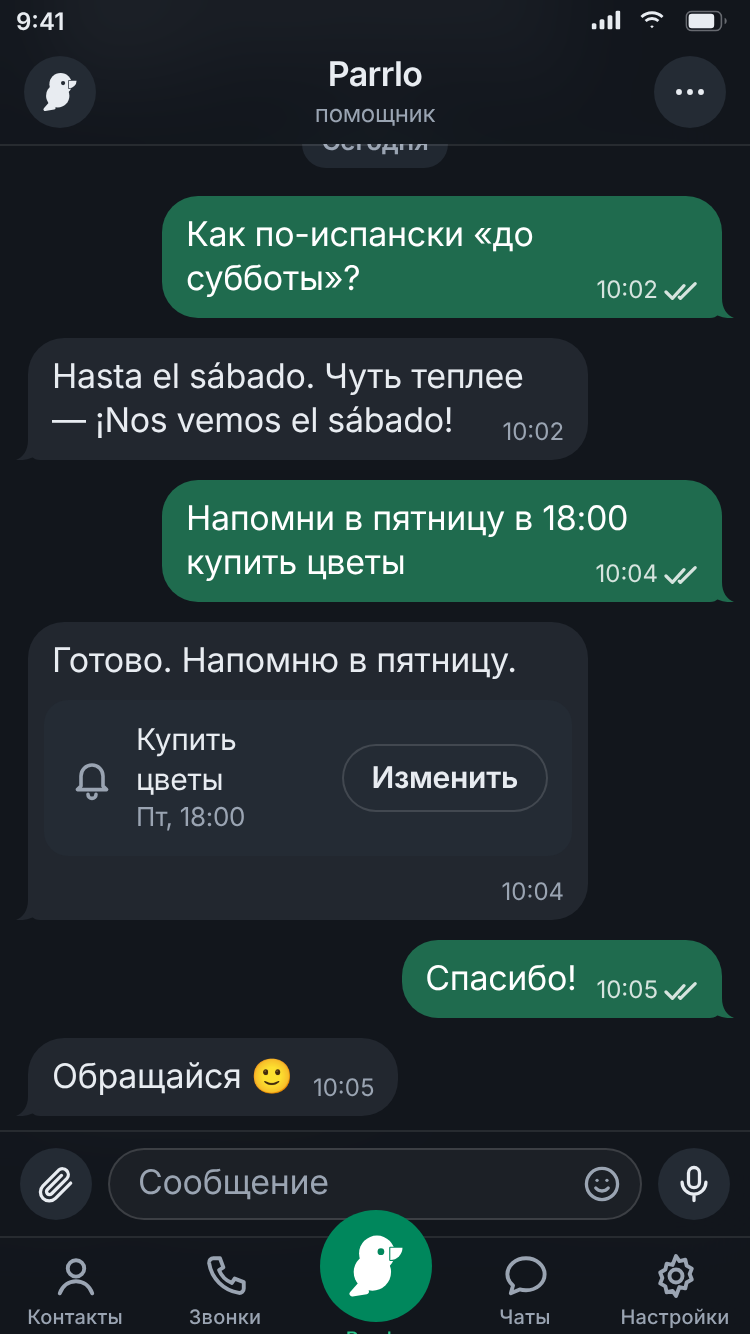 9:41
Parrlo
помощник
Сегодня
Как по-испански «до
субботы»?
10:02
Hasta el sábado. Чуть теплее
— ¡Nos vemos el sábado!
10:02
Напомни в пятницу в 18:00
купить цветы
10:04
Готово. Напомню в пятницу.
Купить
цветы
Пт, 18:00
Изменить
10:04
Спасибо! 10:05
Обращайся 🙂 10:05
Сообщение
Контакты
Звонки
Чаты
Настройки